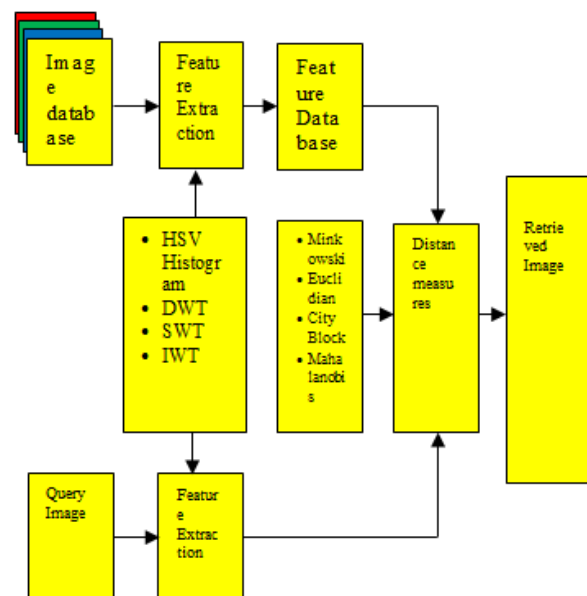 Imag
e
datab
ase
Featu
re
Extra
ction
Feat
ure
Data
base
• HSV
Histogr
am
• DWT
• SWT
• IWT
• Mink
owski
• Eucli
dian
• City
Block
• Maha
lanobi
s
Distan
ce
measu
res
Retrie
ved
Image
Query
Image
Featur
e
Extrac
tion